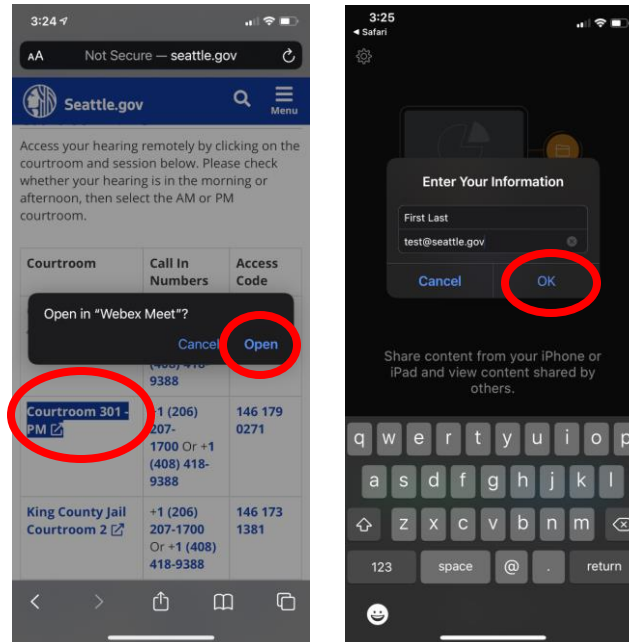 3:24
AA Not Secure — seattle.gov
Seattle.gov
Menu
Access your hearing remotely by clicking on the
courtroom and session below. Please check
whether your hearing is in the morning or
afternoon, then select the AM or PM
courtroom.
Courtroom
Call In
Numbers
Access
Code
Open in "Webex Meet"?
Cancel
Open
(408) 418-
9388
Courtroom 301 -
PM
+1 (206)
207-
1700 Or +1
(408) 418-
9388
146 179
0271
King County Jail
Courtroom 2
+1 (206)
207-1700
Or +1 (408)
418-9388
146 173
1381
3:25
Safari
Enter Your Information
First Last
test@seattle.gov
Cancel
OK
Share content from your iPhone or
iPad and view content shared by
others.
q w e r t y u i o p
a s d f g h j k l
z x c v b n m
123 space @ . return